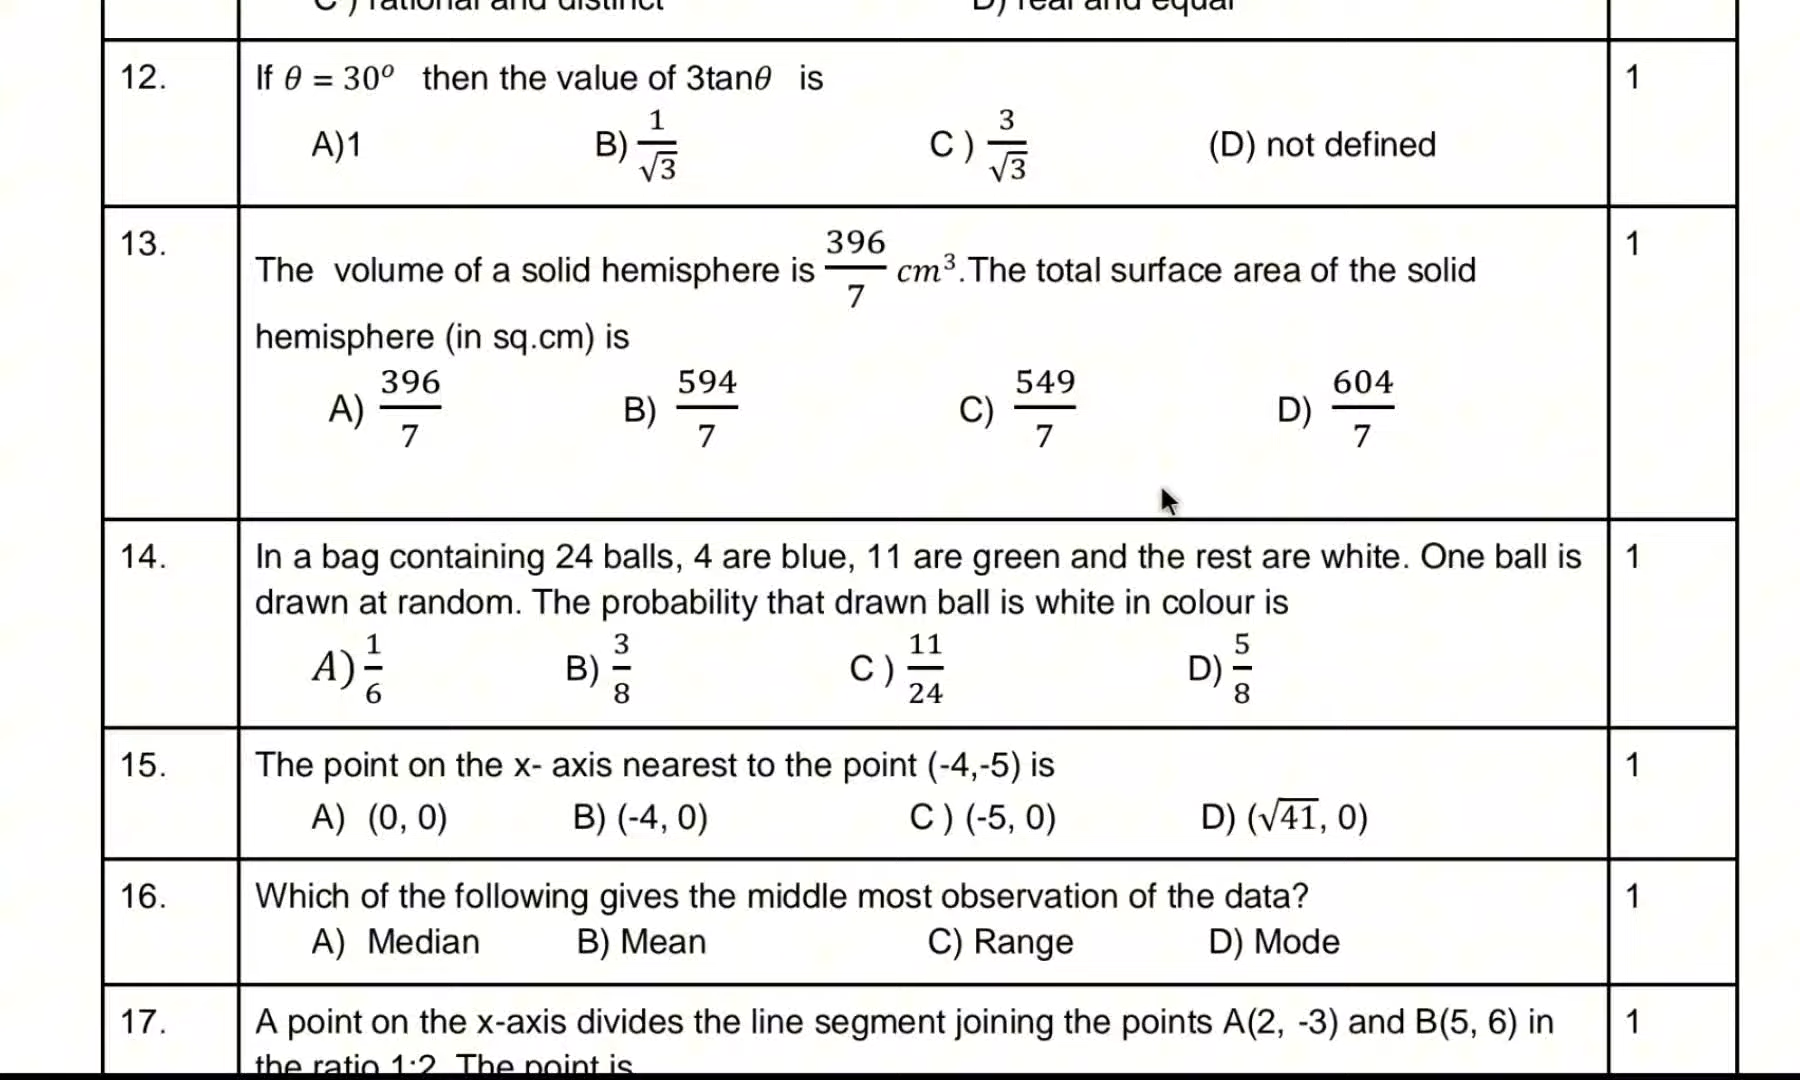 C ) rational and distinct D) real and equal
12. If θ = 30° then the value of 3tanθ is 1
A)1 B) 1/√3 C ) 3/√3 (D) not defined
13. The volume of a solid hemisphere is 396/7 cm³.The total surface area of the solid 1
hemisphere (in sq.cm) is
A) 396/7 B) 594/7 C) 549/7 D) 604/7
14. In a bag containing 24 balls, 4 are blue, 11 are green and the rest are white. One ball is 1
drawn at random. The probability that drawn ball is white in colour is
A) 1/6 B) 3/8 C ) 11/24 D) 5/8
15. The point on the x- axis nearest to the point (-4,-5) is 1
A) (0, 0) B) (-4, 0) C ) (-5, 0) D) (√41, 0)
16. Which of the following gives the middle most observation of the data? 1
A) Median B) Mean C) Range D) Mode
17. A point on the x-axis divides the line segment joining the points A(2, -3) and B(5, 6) in 1
the ratio 1:2. The point is